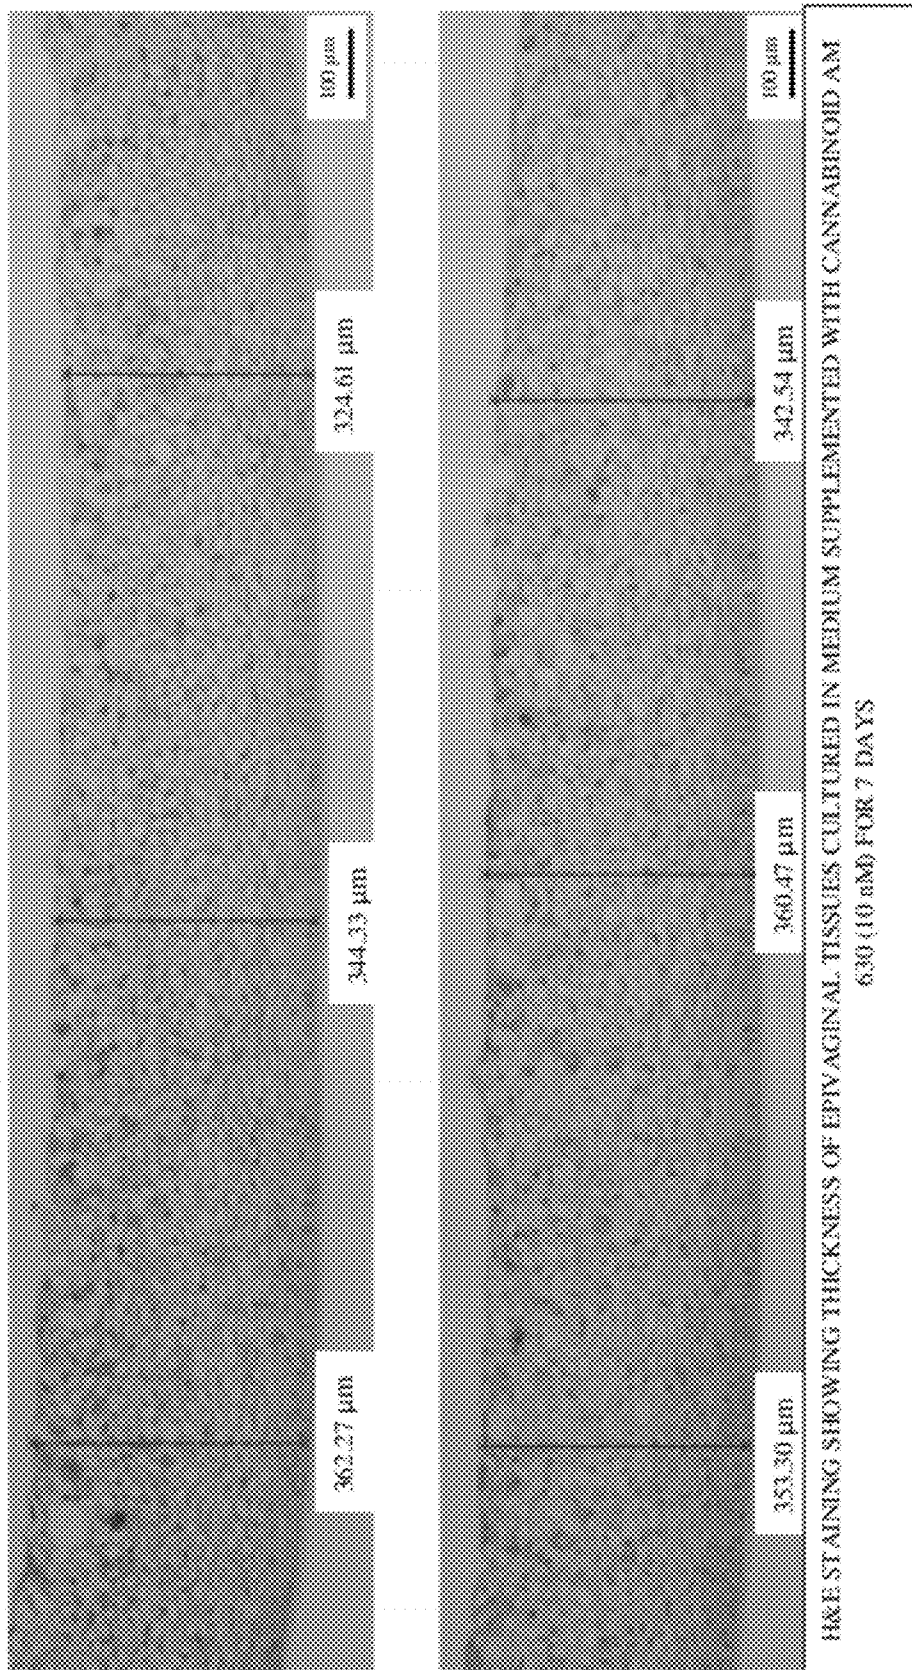 100 µm
362.27 µm
344.33 µm
324.61 µm
100 µm
353.30 µm
360.47 µm
342.54 µm
H&E STAINING SHOWING THICKNESS OF EPIVAGINAL TISSUES CULTURED IN MEDIUM SUPPLEMENTED WITH CANNABINOID AM
630 (10 nM) FOR 7 DAYS